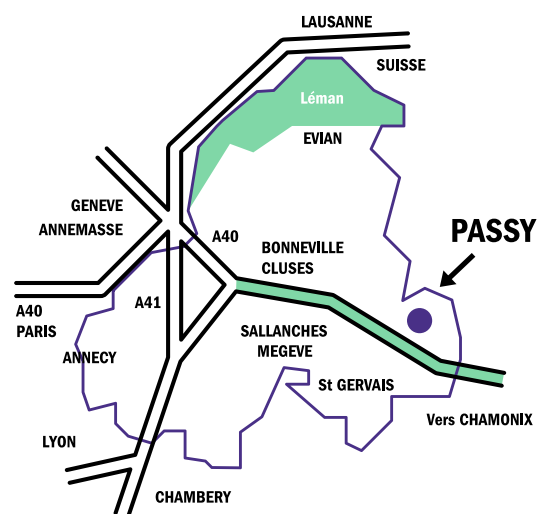 LAUSANNE
SUISSE
Léman
EVIAN
GENEVE
ANNEMASSE
A40
BONNEVILLE
CLUSES
PASSY
A40
PARIS
A41
SALLANCHES
MEGEVE
ANNECY
St GERVAIS
Vers CHAMONIX
LYON
CHAMBERY